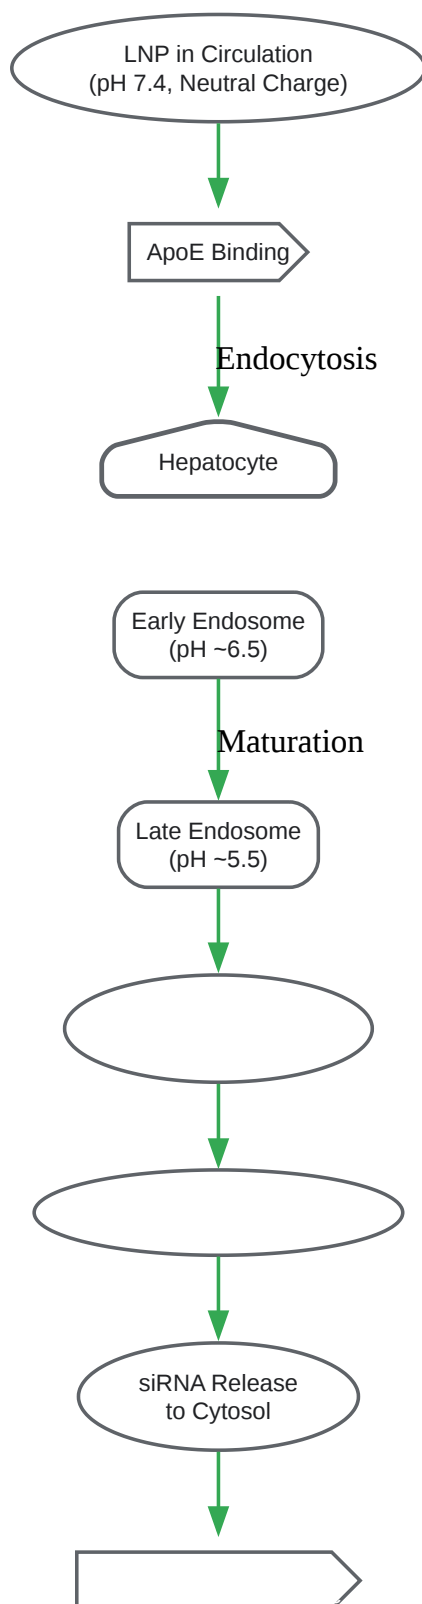 LNP in Circulation
(pH 7.4, Neutral Charge)
ApoE Binding
Endocytosis
Hepatocyte
Early Endosome
(pH ~6.5)
Maturation
Late Endosome
(pH ~5.5)
siRNA Release
to Cytosol